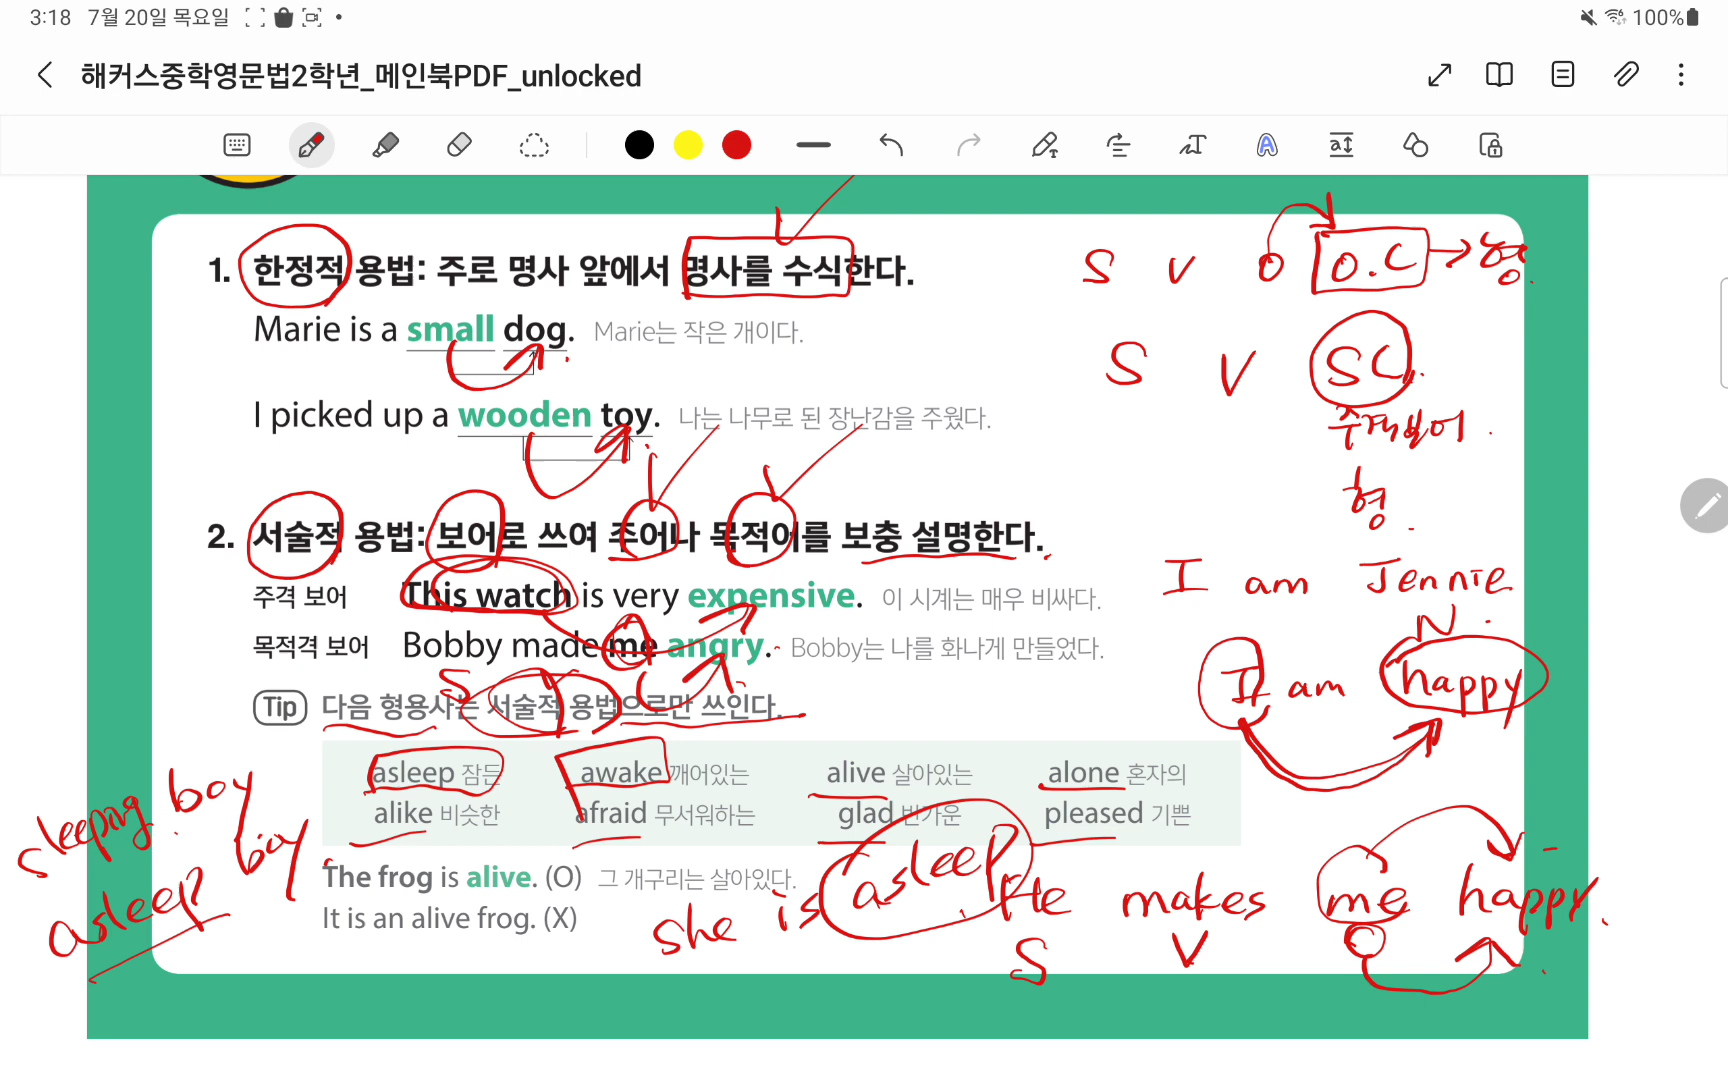 3:18 7월 20일 목요일
100%
해커스중학영문법2학년_메인북PDF_unlocked
1. 한정적 용법: 주로 명사 앞에서 명사를 수식한다.
Marie is a small dog. Marie는 작은 개이다.
I picked up a wooden toy. 나는 나무로 된 장난감을 주웠다.
2. 서술적 용법: 보어로 쓰여 주어나 목적어를 보충 설명한다.
주격 보어 This watch is very expensive. 이 시계는 매우 비싸다.
목적격 보어 Bobby made me angry. Bobby는 나를 화나게 만들었다.
Tip 다음 형용사는 서술적 용법으로만 쓰인다.
asleep 잠든 awake 깨어있는 alive 살아있는 alone 혼자의
alike 비슷한 afraid 무서워하는 glad 반가운 pleased 기쁜
The frog is alive. (O) 그 개구리는 살아있다.
It is an alive frog. (X)
S V O O.C → 형.
S V SC.
주격보어.
형.
I am Jennie
N.
I am happy
S
sleeping boy
asleep boy
she is asleep.
He makes me happy.
S V O